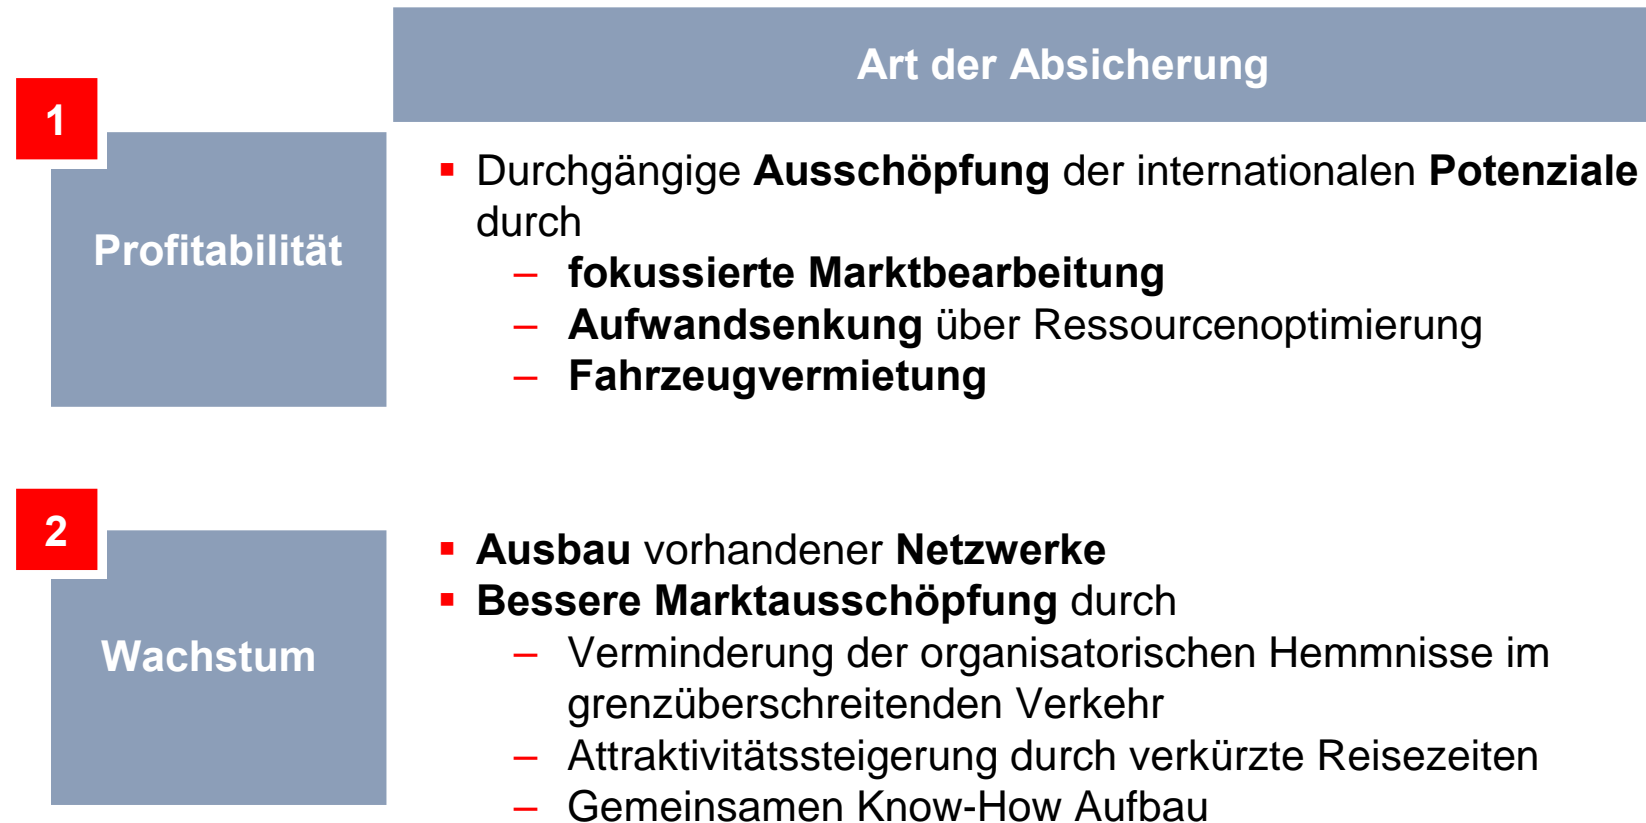 Art der Absicherung
1
Profitabilität
▪ Durchgängige Ausschöpfung der internationalen Potenziale
durch
– fokussierte Marktbearbeitung
– Aufwandsenkung über Ressourcenoptimierung
– Fahrzeugvermietung
2
Wachstum
▪ Ausbau vorhandener Netzwerke
▪ Bessere Marktausschöpfung durch
– Verminderung der organisatorischen Hemmnisse im
grenzüberschreitenden Verkehr
– Attraktivitätssteigerung durch verkürzte Reisezeiten
– Gemeinsamen Know-How Aufbau